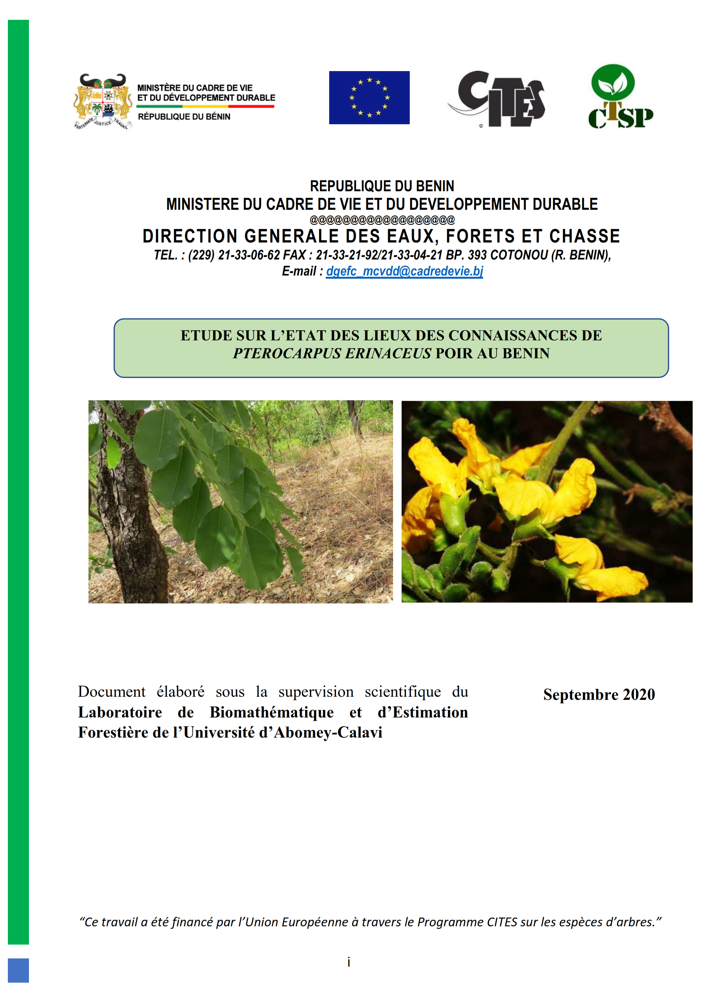 MINISTÈRE DU CADRE DE VIE
ET DU DÉVELOPPEMENT DURABLE
RÉPUBLIQUE DU BÉNIN
FRATERNITE JUSTICE TRAVAIL
CITES
©
CTSP
REPUBLIQUE DU BENIN
MINISTERE DU CADRE DE VIE ET DU DEVELOPPEMENT DURABLE
@@@@@@@@@@@@@@@@@@
DIRECTION GENERALE DES EAUX, FORETS ET CHASSE
TEL. : (229) 21-33-06-62 FAX : 21-33-21-92/21-33-04-21 BP. 393 COTONOU (R. BENIN),
E-mail : dgefc_mcvdd@cadredevie.bj
ETUDE SUR L’ETAT DES LIEUX DES CONNAISSANCES DE
PTEROCARPUS ERINACEUS POIR AU BENIN
Document élaboré sous la supervision scientifique du
Laboratoire de Biomathématique et d’Estimation
Forestière de l’Université d’Abomey-Calavi
Septembre 2020
“Ce travail a été financé par l’Union Européenne à travers le Programme CITES sur les espèces d’arbres.”
i